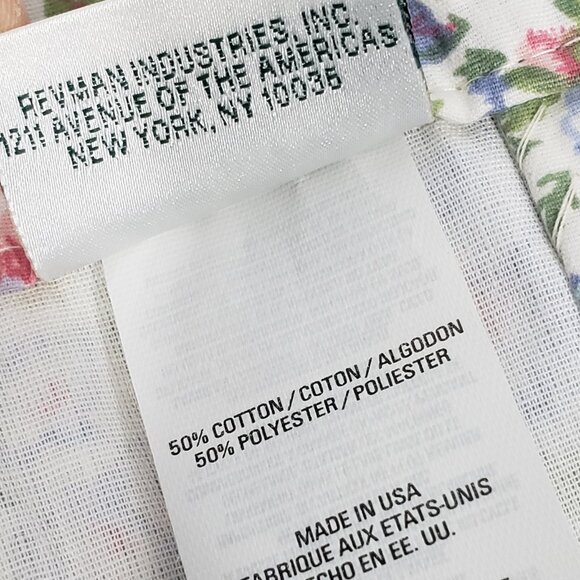 REVMAN INDUSTRIES, INC.
1211 AVENUE OF THE AMERICAS
NEW YORK, NY 10036
50% COTTON / COTON / ALGODON
50% POLYESTER / POLIESTER
MADE IN USA
FABRIQUE AUX ETATS-UNIS
HECHO EN EE. UU.